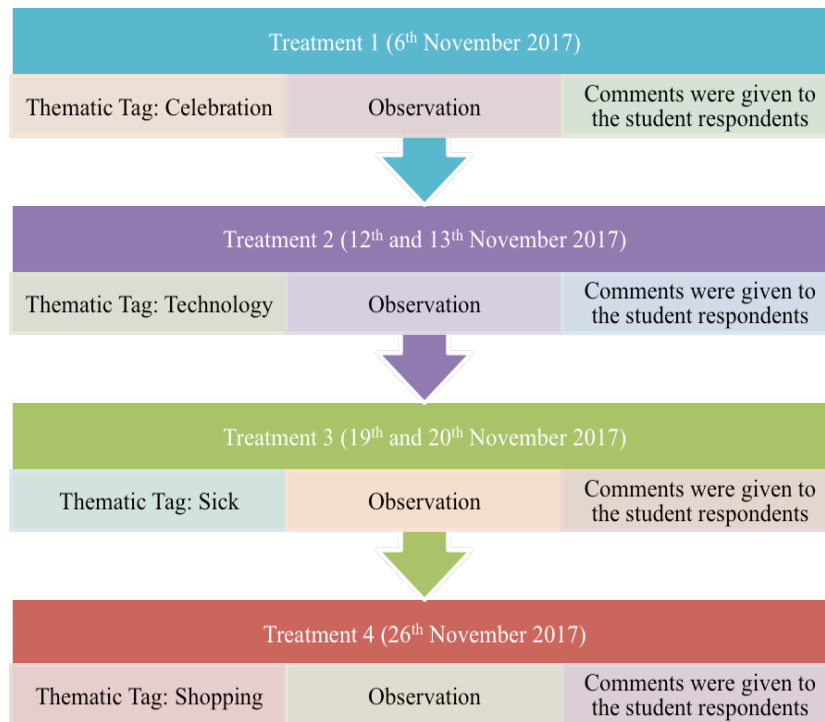 Treatment 1 (6th November 2017)
Thematic Tag: Celebration
Observation
Comments were given to
the student respondents
Treatment 2 (12th and 13th November 2017)
Thematic Tag: Technology
Observation
Comments were given to
the student respondents
Treatment 3 (19th and 20th November 2017)
Thematic Tag: Sick
Observation
Comments were given to
the student respondents
Treatment 4 (26th November 2017)
Thematic Tag: Shopping
Observation
Comments were given to
the student respondents